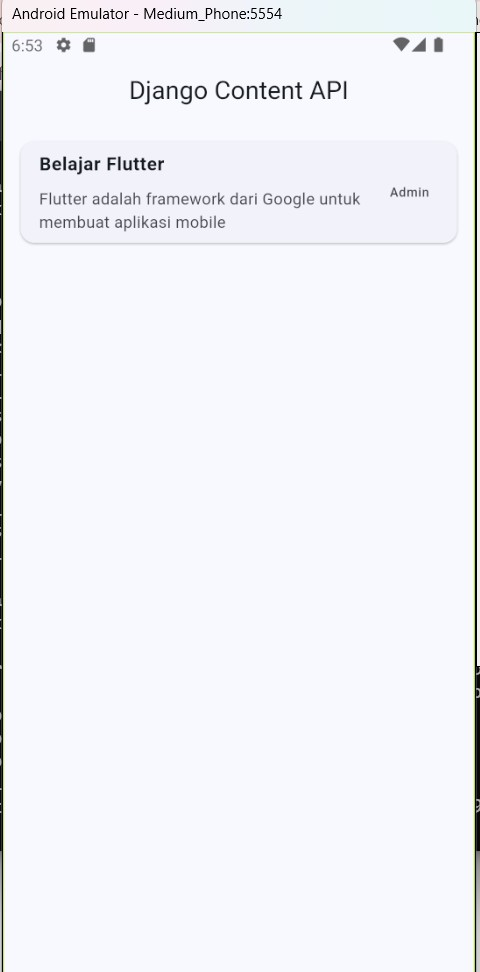 Android Emulator - Medium_Phone:5554
6:53
Django Content API
Belajar Flutter
Flutter adalah framework dari Google untuk
membuat aplikasi mobile
Admin